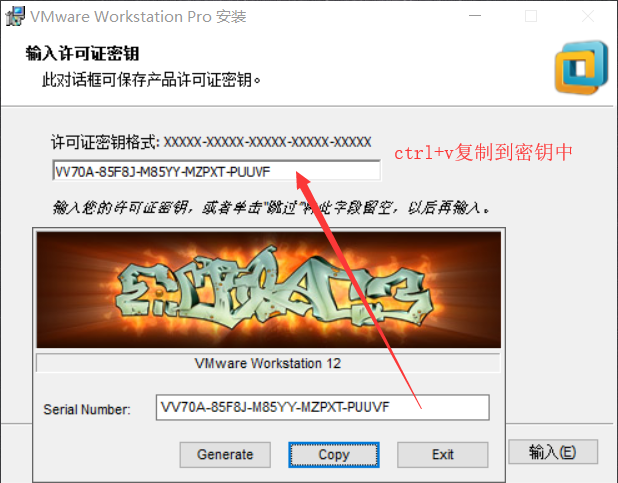 VMware Workstation Pro 安装
输入许可证密钥
此对话框可保存产品许可证密钥。
许可证密钥格式: XXXXX-XXXXX-XXXXX-XXXXX-XXXXX
ctrl+v复制到密钥中
VV70A-85F8J-M85YY-MZPXT-PUUVF
输入您的许可证密钥，或者单击"跳过"将此字段留空，以后再输入。
VMware Workstation 12
Serial Number:
VV70A-85F8J-M85YY-MZPXT-PUUVF
Generate
Copy
Exit
输入(E)